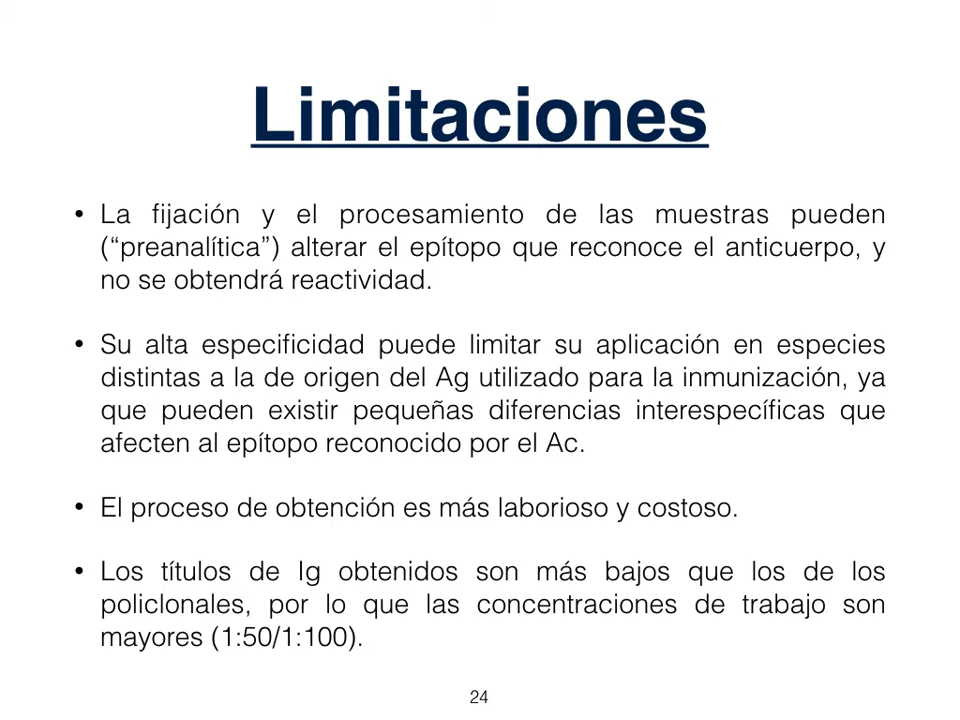 Limitaciones
• La fijación y el procesamiento de las muestras pueden
(“preanalítica”) alterar el epítopo que reconoce el anticuerpo, y
no se obtendrá reactividad.
• Su alta especificidad puede limitar su aplicación en especies
distintas a la de origen del Ag utilizado para la inmunización, ya
que pueden existir pequeñas diferencias interespecíficas que
afecten al epítopo reconocido por el Ac.
• El proceso de obtención es más laborioso y costoso.
• Los títulos de Ig obtenidos son más bajos que los de los
policlonales, por lo que las concentraciones de trabajo son
mayores (1:50/1:100).
24